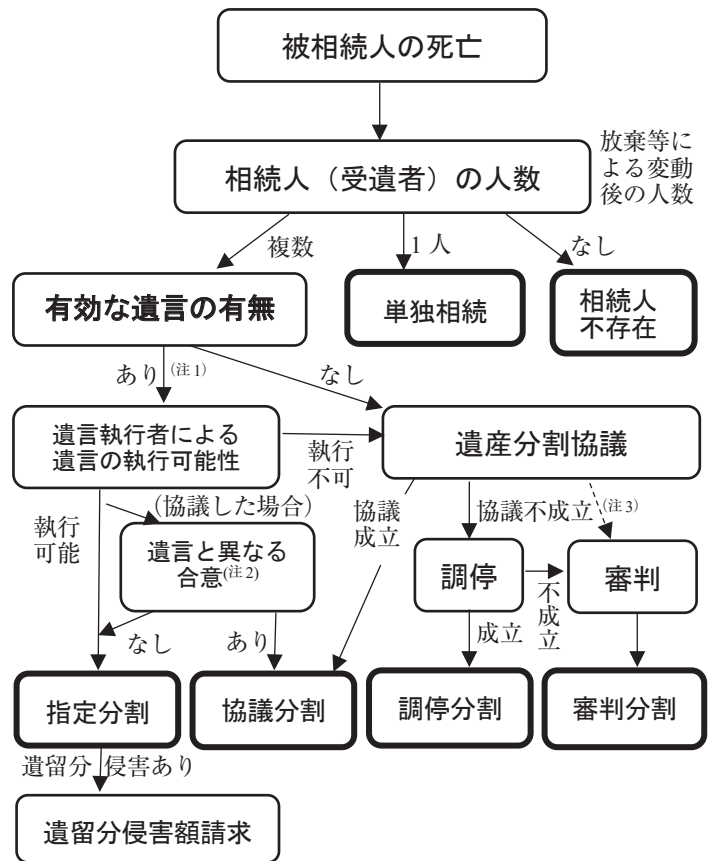 被相続人の死亡
放棄等に
よる変動
後の人数
相続人（受遺者）の人数
複数
1人
なし
有効な遺言の有無
単独相続
相続人
不存在
あり(注1)
なし
遺言執行者による
遺言の執行可能性
執行
不可
遺産分割協議
(協議した場合)
執行
可能
遺言と異なる
合意(注2)
協議
成立
協議不成立(注3)
調停
不成立
審判
なし
あり
成立
指定分割
協議分割
調停分割
審判分割
遺留分侵害あり
遺留分侵害額請求